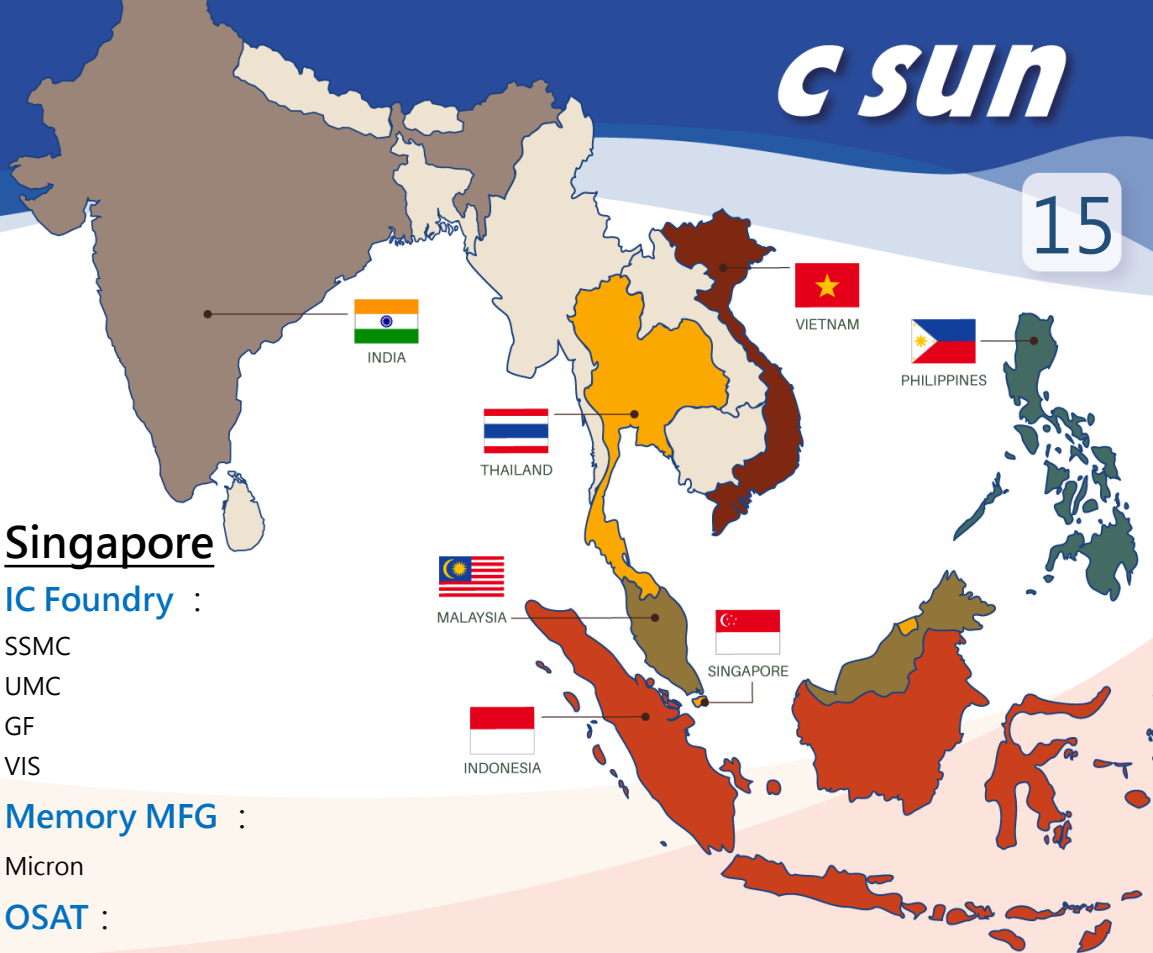 c sun
15
INDIA
VIETNAM
PHILIPPINES
THAILAND
MALAYSIA
SINGAPORE
INDONESIA
Singapore
IC Foundry :
SSMC
UMC
GF
VIS
Memory MFG :
Micron
OSAT :